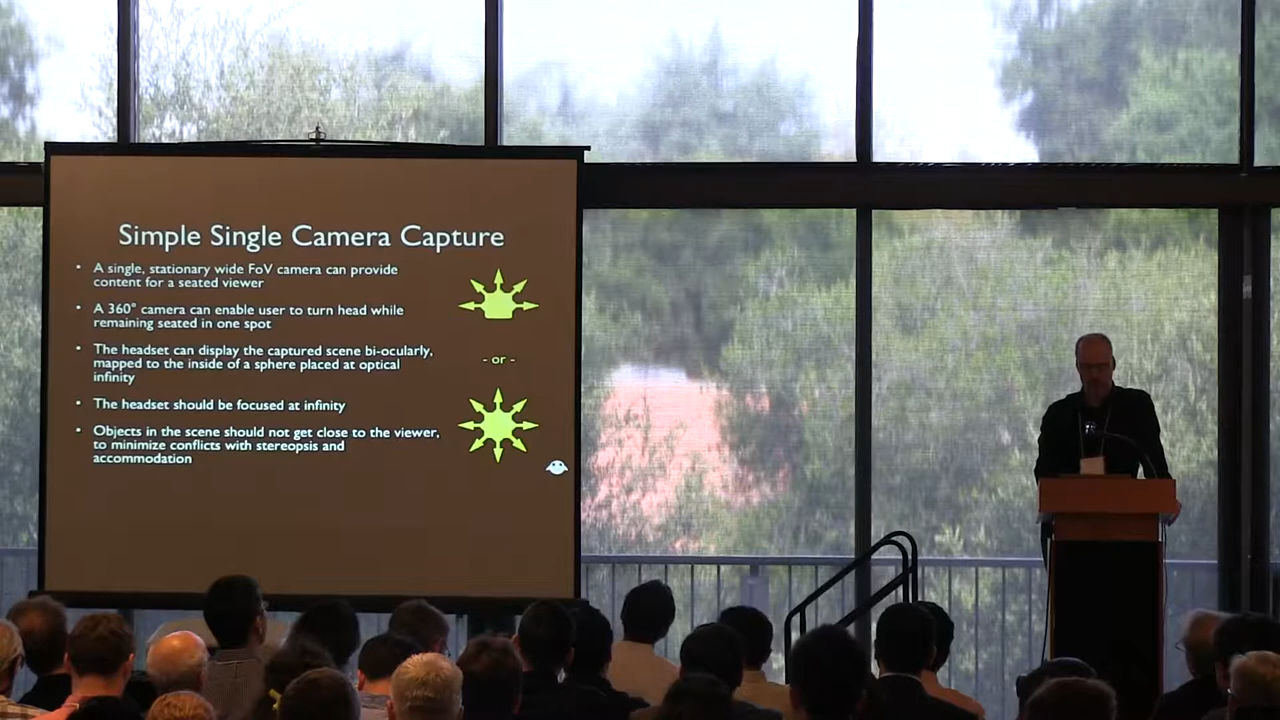 Simple Single Camera Capture
• A single, stationary wide FoV camera can provide
content for a seated viewer
• A 360° camera can enable user to turn head while
remaining seated in one spot
• The headset can display the captured scene bi-ocularly,
mapped to the inside of a sphere placed at optical
infinity
- or -
• The headset should be focused at infinity
• Objects in the scene should not get close to the viewer,
to minimize conflicts with stereopsis and
accommodation